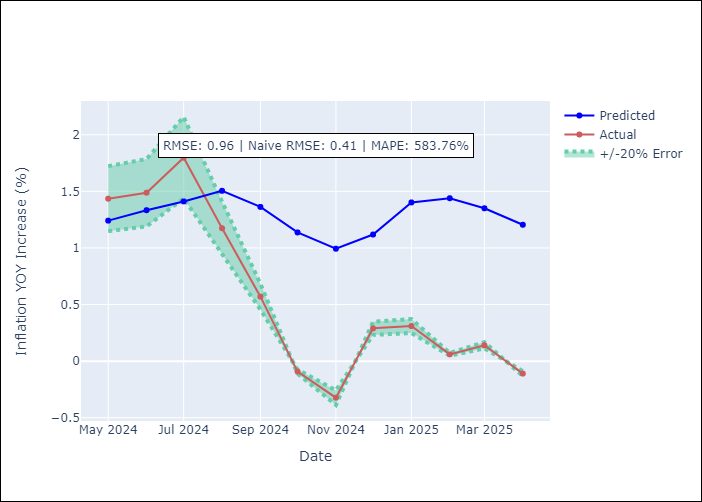 RMSE: 0.96 | Naive RMSE: 0.41 | MAPE: 583.76%
Predicted
Actual
+/-20% Error
Inflation YOY Increase (%)
2
1.5
1
0.5
0
−0.5
May 2024
Jul 2024
Sep 2024
Nov 2024
Jan 2025
Mar 2025
Date